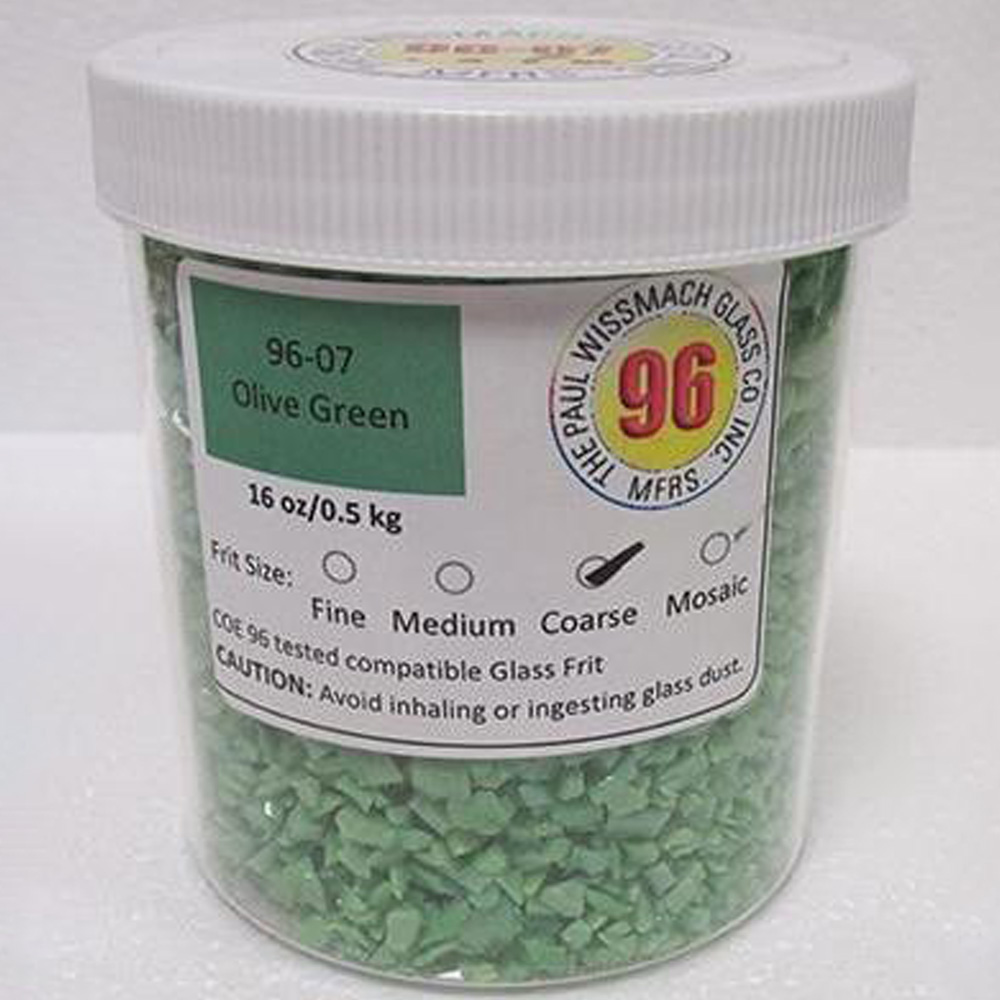 MFRS.
96-07
Olive Green
THE PAUL WISSMACH GLASS CO. INC.
96
MFRS.
16 oz/0.5 kg
Frit Size:
Fine Medium Coarse Mosaic
COE 96 tested compatible Glass Frit
CAUTION: Avoid inhaling or ingesting glass dust.